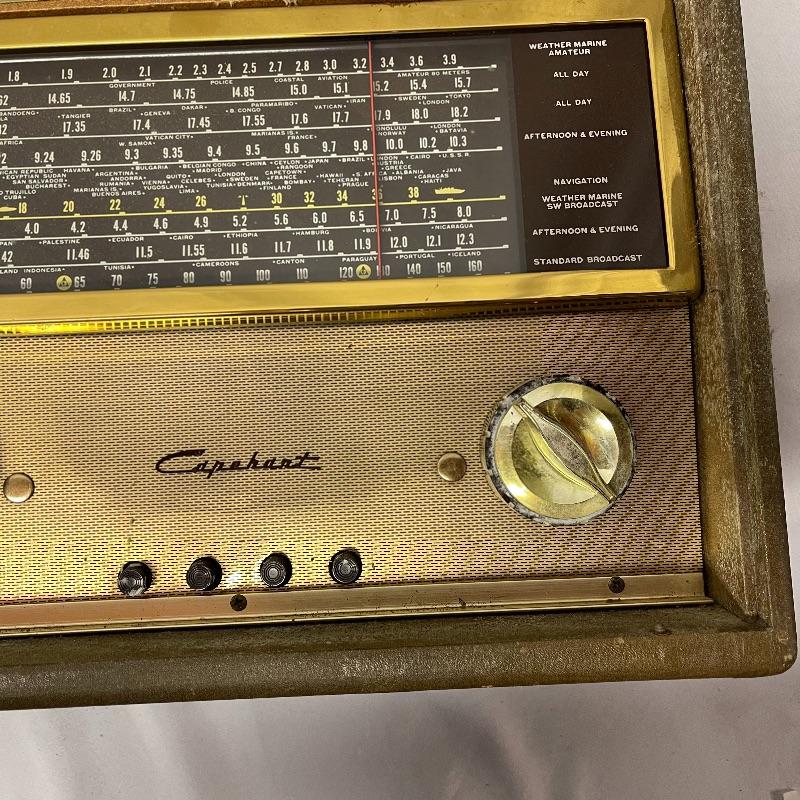 1.8 1.9 2.0 2.1 2.2 2.3 2.4 2.5 2.6 2.7 2.8 3.0 3.2 3.4 3.6 3.9
GOVERNMENT POLICE COASTAL AVIATION AMATEUR 80 METERS
WEATHER MARINE
AMATEUR
14.65 14.7 14.75 14.85 15.0 15.1 15.2 15.4 15.7
ALL DAY
BANDOENG TANGIER BRAZIL GENEVA DAKAR B. CONGO PARAMARIBO VATICAN IRAN SWEDEN LONDON TOKYO
17.35 17.4 17.45 17.55 17.6 17.7 17.9 18.0 18.2
ALL DAY
AFRICA VATICAN CITY W. SAMOA MARIANAS IS. FRANCE HONOLULU NORWAY LONDON BATAVIA
9.24 9.26 9.3 9.35 9.4 9.5 9.6 9.7 9.8 10.0 10.2 10.3
AFTERNOON & EVENING
HAVANA BULGARIA BELGIAN CONGO CHINA CEYLON JAPAN BRAZIL LONDON CAIRO U.S.S.R.
EGYPTIAN SUDAN ARGENTINA MADRID RANGOON AUSTRIA
SAN SALVADOR ANDORRA QUITO LONDON CAPETOWN GREECE
BUCHAREST RUMANIA VIENNA CELEBES SWEDEN FRANCE HAWAII ALBANIA JAVA
TRUJILLO MARIANAS IS. YUGOSLAVIA TUNISIA DENMARK BOMBAY TEHERAN LISBON CARACAS
CUBA BUENOS AIRES LIMA FINLAND PRAGUE HAITI
NAVIGATION
18 22 24 26 30 32 34 36 38
WEATHER MARINE
SW BROADCAST
4.0 4.2 4.4 4.6 4.9 5.2 5.6 6.0 6.5 7.0 7.5 8.0
PALESTINE ECUADOR CAIRO ETHIOPIA HAMBURG BOLIVIA NICARAGUA
AFTERNOON & EVENING
42 11.46 11.5 11.55 11.6 11.7 11.8 11.9 12.0 12.1 12.3
INDONESIA TUNISIA CAMEROONS CANTON PARAGUAY PORTUGAL ICELAND
STANDARD BROADCAST
60 65 70 75 80 90 100 110 120 140 150 160
Capehart